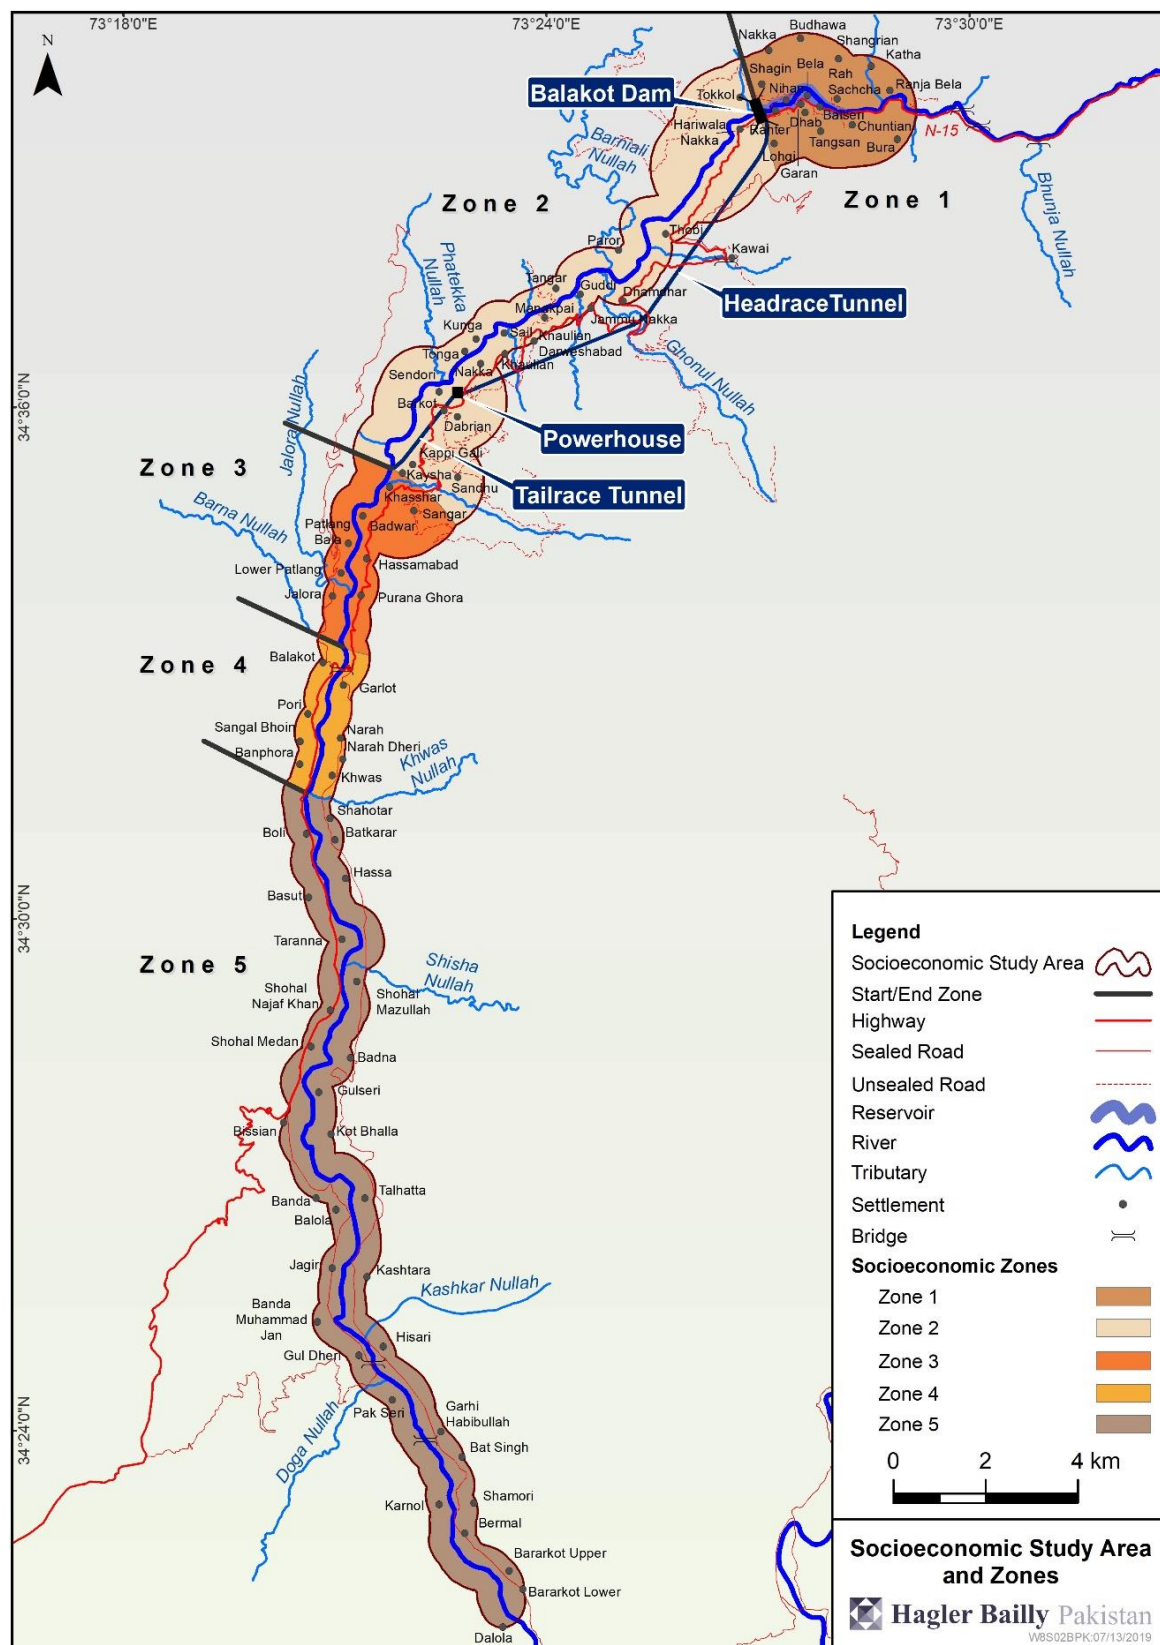 73°18'0"E
73°24'0"E
73°30'0"E
N
Budhawa
Nakka
Shangrian
Katha
Shagin
Bela
Rah
Ranja Bela
Tokkol
Nihan
Sachcha
Balakot Dam
Hariwala
Nakka
Ranter
Dhab
Balseri
Chuntian
N-15
Tangsan
Bura
Lohgi
Garan
Barniali
Nullah
Bhunja Nullah
Zone 2
Zone 1
Thobi
Paror
Kawai
Phatekka
Nullah
Tangar
Guddi
Dhamdhar
Headrace Tunnel
Manakpai
Jammu Nakka
Kunga
Sail
Khaulian
Tonga
Darweshabad
Khaulian
Nakka
Ghonul Nullah
Sendori
34°36'0"N
Barkot
Dabrian
Powerhouse
Jalora Nullah
Kappi Gali
Zone 3
Kaysha
Sandhu
Tailrace Tunnel
Khasshar
Barna Nullah
Sangar
Patlang
Bala
Badwar
Hassamabad
Lower Patlang
Jalora
Purana Ghora
Balakot
Zone 4
Garlot
Pori
Sangal Bhoin
Narah
Narah Dheri
Banphora
Khwas
Nullah
Khwas
Shahotar
Boli
Batkarar
Hassa
Basut
34°30'0"N
Taranna
Zone 5
Shisha
Nullah
Shohal
Najaf Khan
Shohal
Mazullah
Shohal Medan
Badna
Gulseri
Bissian
Kot Bhalla
Banda
Talhatta
Balola
Jagir
Kashtara
Kashkar Nullah
Banda
Muhammad
Jan
Hisari
Gul Dheri
Pak Seri
Garhi
Habibullah
34°24'0"N
Doga Nullah
Bat Singh
Karnol
Shamori
Bermal
Bararkot Upper
Bararkot Lower
Dalola
Legend
Socioeconomic Study Area
Start/End Zone
Highway
Sealed Road
Unsealed Road
Reservoir
River
Tributary
Settlement
Bridge
Socioeconomic Zones
Zone 1
Zone 2
Zone 3
Zone 4
Zone 5
0 2 4 km
Socioeconomic Study Area
and Zones
Hagler Bailly Pakistan
W8S02BPK:07/13/2019